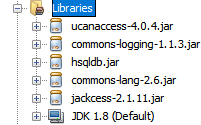 Libraries
ucanaccess-4.0.4.jar
commons-logging-1.1.3.jar
hsqldb.jar
commons-lang-2.6.jar
jackcess-2.1.11.jar
JDK 1.8 (Default)